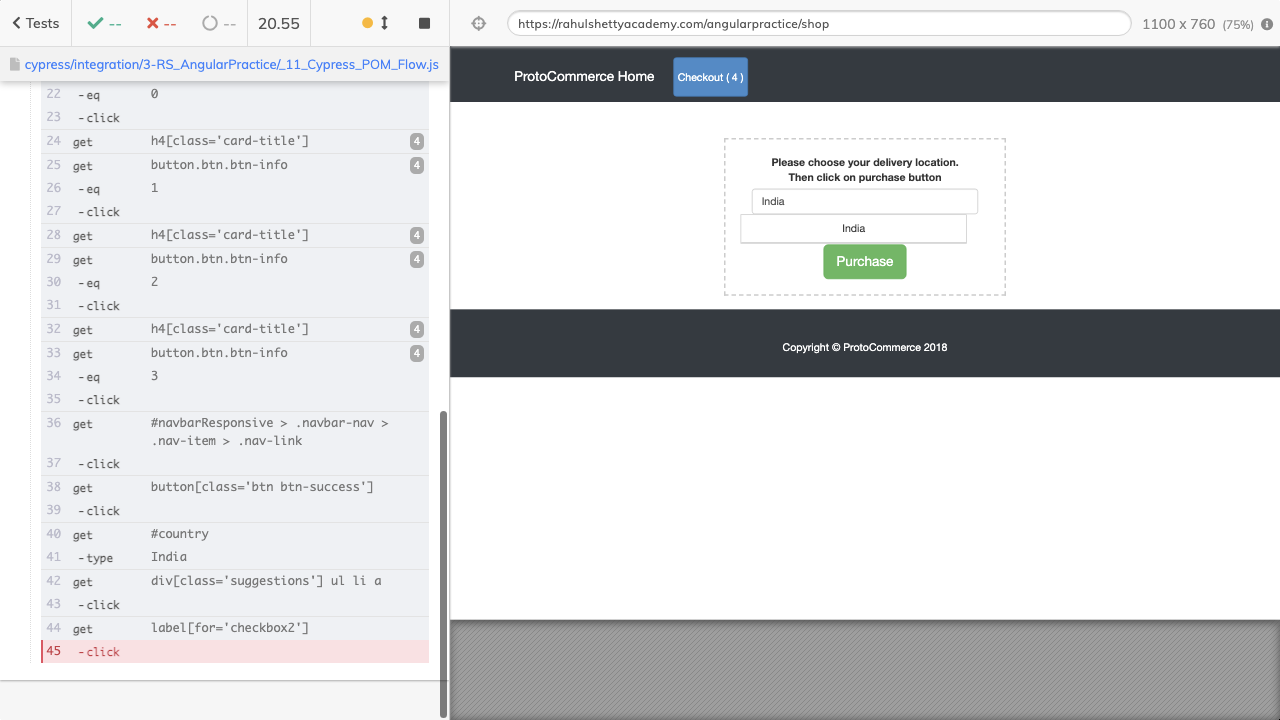 Tests
--
--
--
20.55
https://rahulshettyacademy.com/angularpractice/shop
1100 x 760 (75%)
cypress/integration/3-RS_AngularPractice/_11_Cypress_POM_Flow.js
22 -eq 0
23 -click
24 get h4[class='card-title'] 4
25 get button.btn.btn-info 4
26 -eq 1
27 -click
28 get h4[class='card-title'] 4
29 get button.btn.btn-info 4
30 -eq 2
31 -click
32 get h4[class='card-title'] 4
33 get button.btn.btn-info 4
34 -eq 3
35 -click
36 get #navbarResponsive > .navbar-nav >
.nav-item > .nav-link
37 -click
38 get button[class='btn btn-success']
39 -click
40 get #country
41 -type India
42 get div[class='suggestions'] ul li a
43 -click
44 get label[for='checkbox2']
45 -click
ProtoCommerce Home
Checkout ( 4 )
Please choose your delivery location.
Then click on purchase button
India
India
Purchase
Copyright © ProtoCommerce 2018